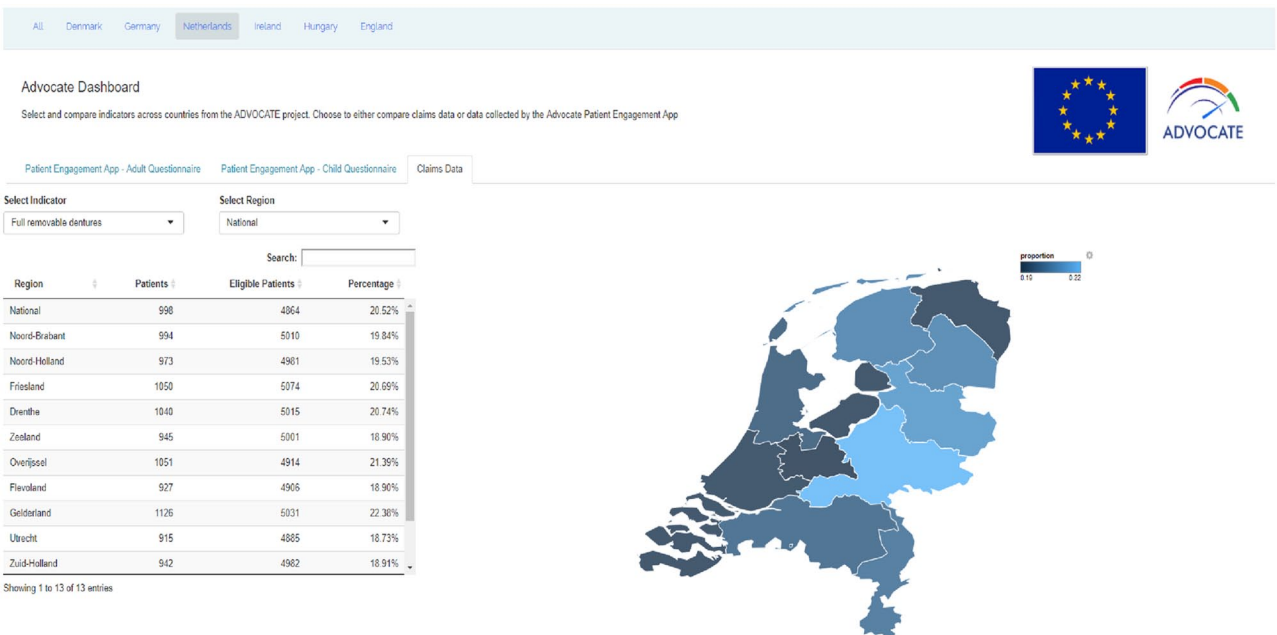 All Denmark Germany Netherlands Ireland Hungary England
Advocate Dashboard
Select and compare indicators across countries from the ADVOCATE project. Choose to either compare claims data or data collected by the Advocate Patient Engagement App
ADVOCATE
Patient Engagement App - Adult Questionnaire Patient Engagement App - Child Questionnaire Claims Data
Select Indicator Select Region
Full removable dentures National
Search:
Region Patients Eligible Patients Percentage
National 998 4864 20.52%
Noord-Brabant 994 5010 19.84%
Noord-Holland 973 4981 19.53%
Friesland 1050 5074 20.69%
Drenthe 1040 5015 20.74%
Zeeland 945 5001 18.90%
Overijssel 1051 4914 21.39%
Flevoland 927 4906 18.90%
Gelderland 1126 5031 22.38%
Utrecht 915 4885 18.73%
Zuid-Holland 942 4982 18.91%
Showing 1 to 13 of 13 entries
proportion
0.19 0.22